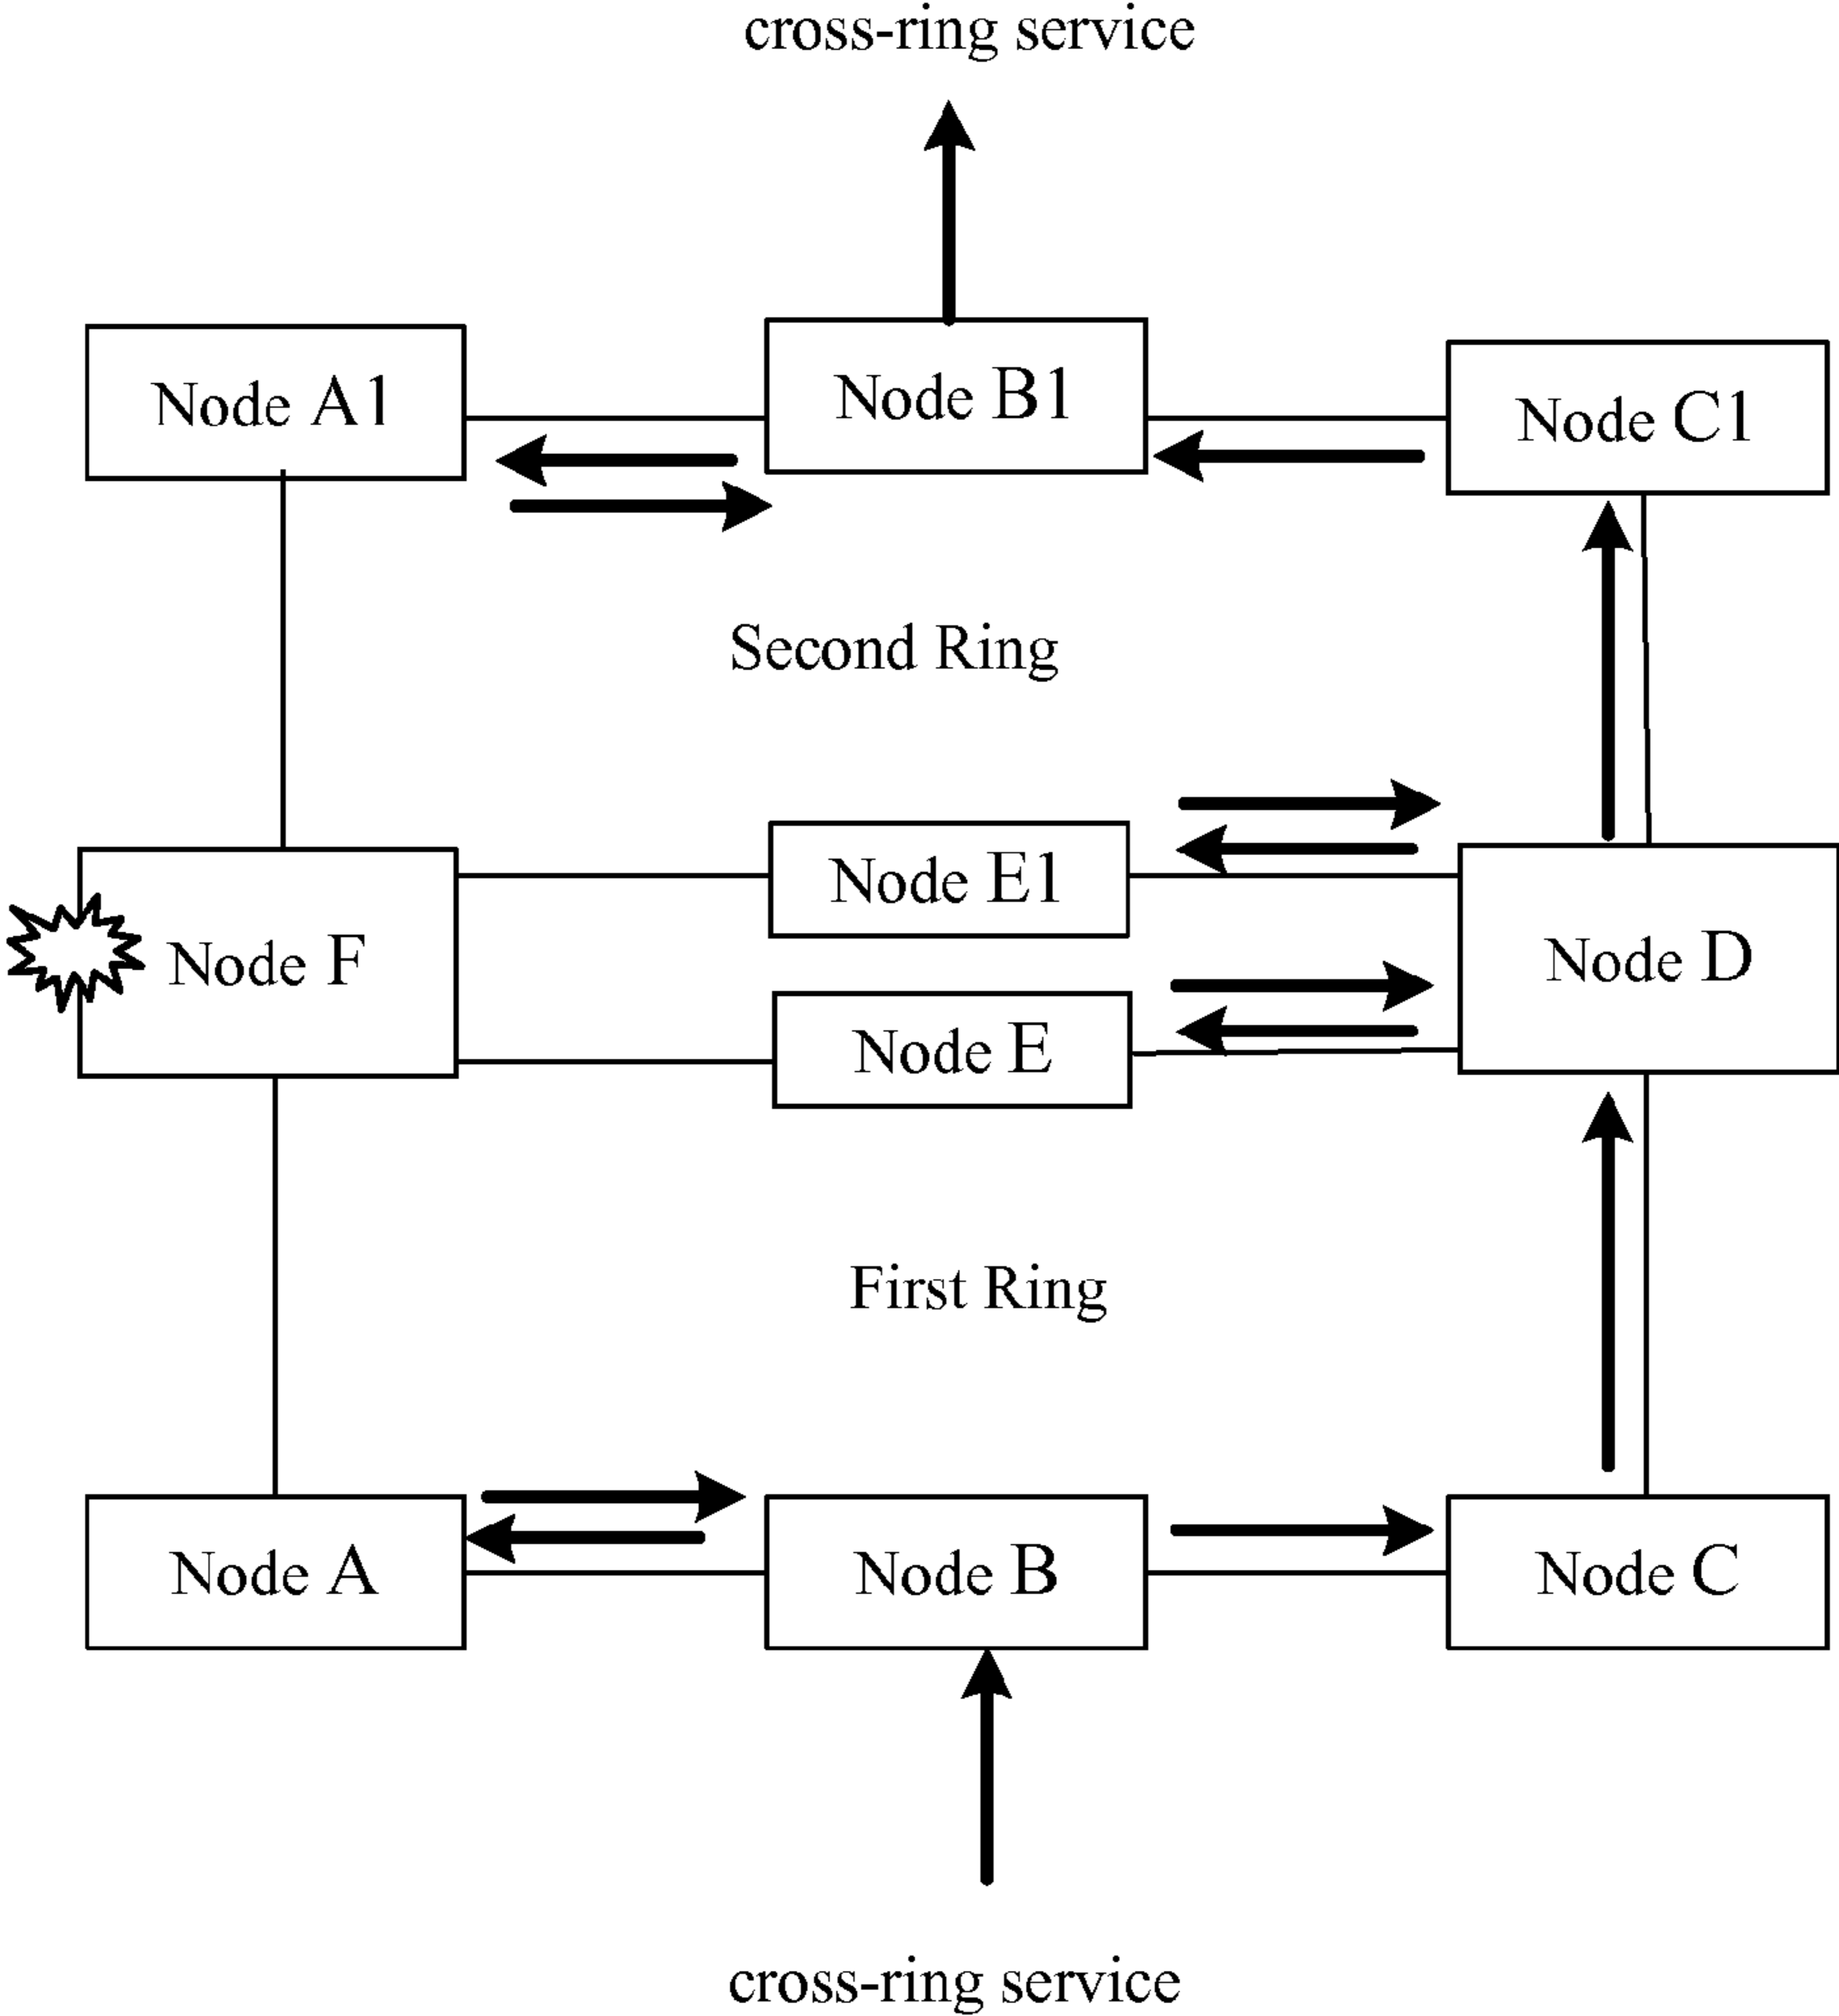 cross-ring service
Node A1
Node B1
Node C1
Second Ring
Node E1
Node F
Node D
Node E
First Ring
Node A
Node B
Node C
cross-ring service